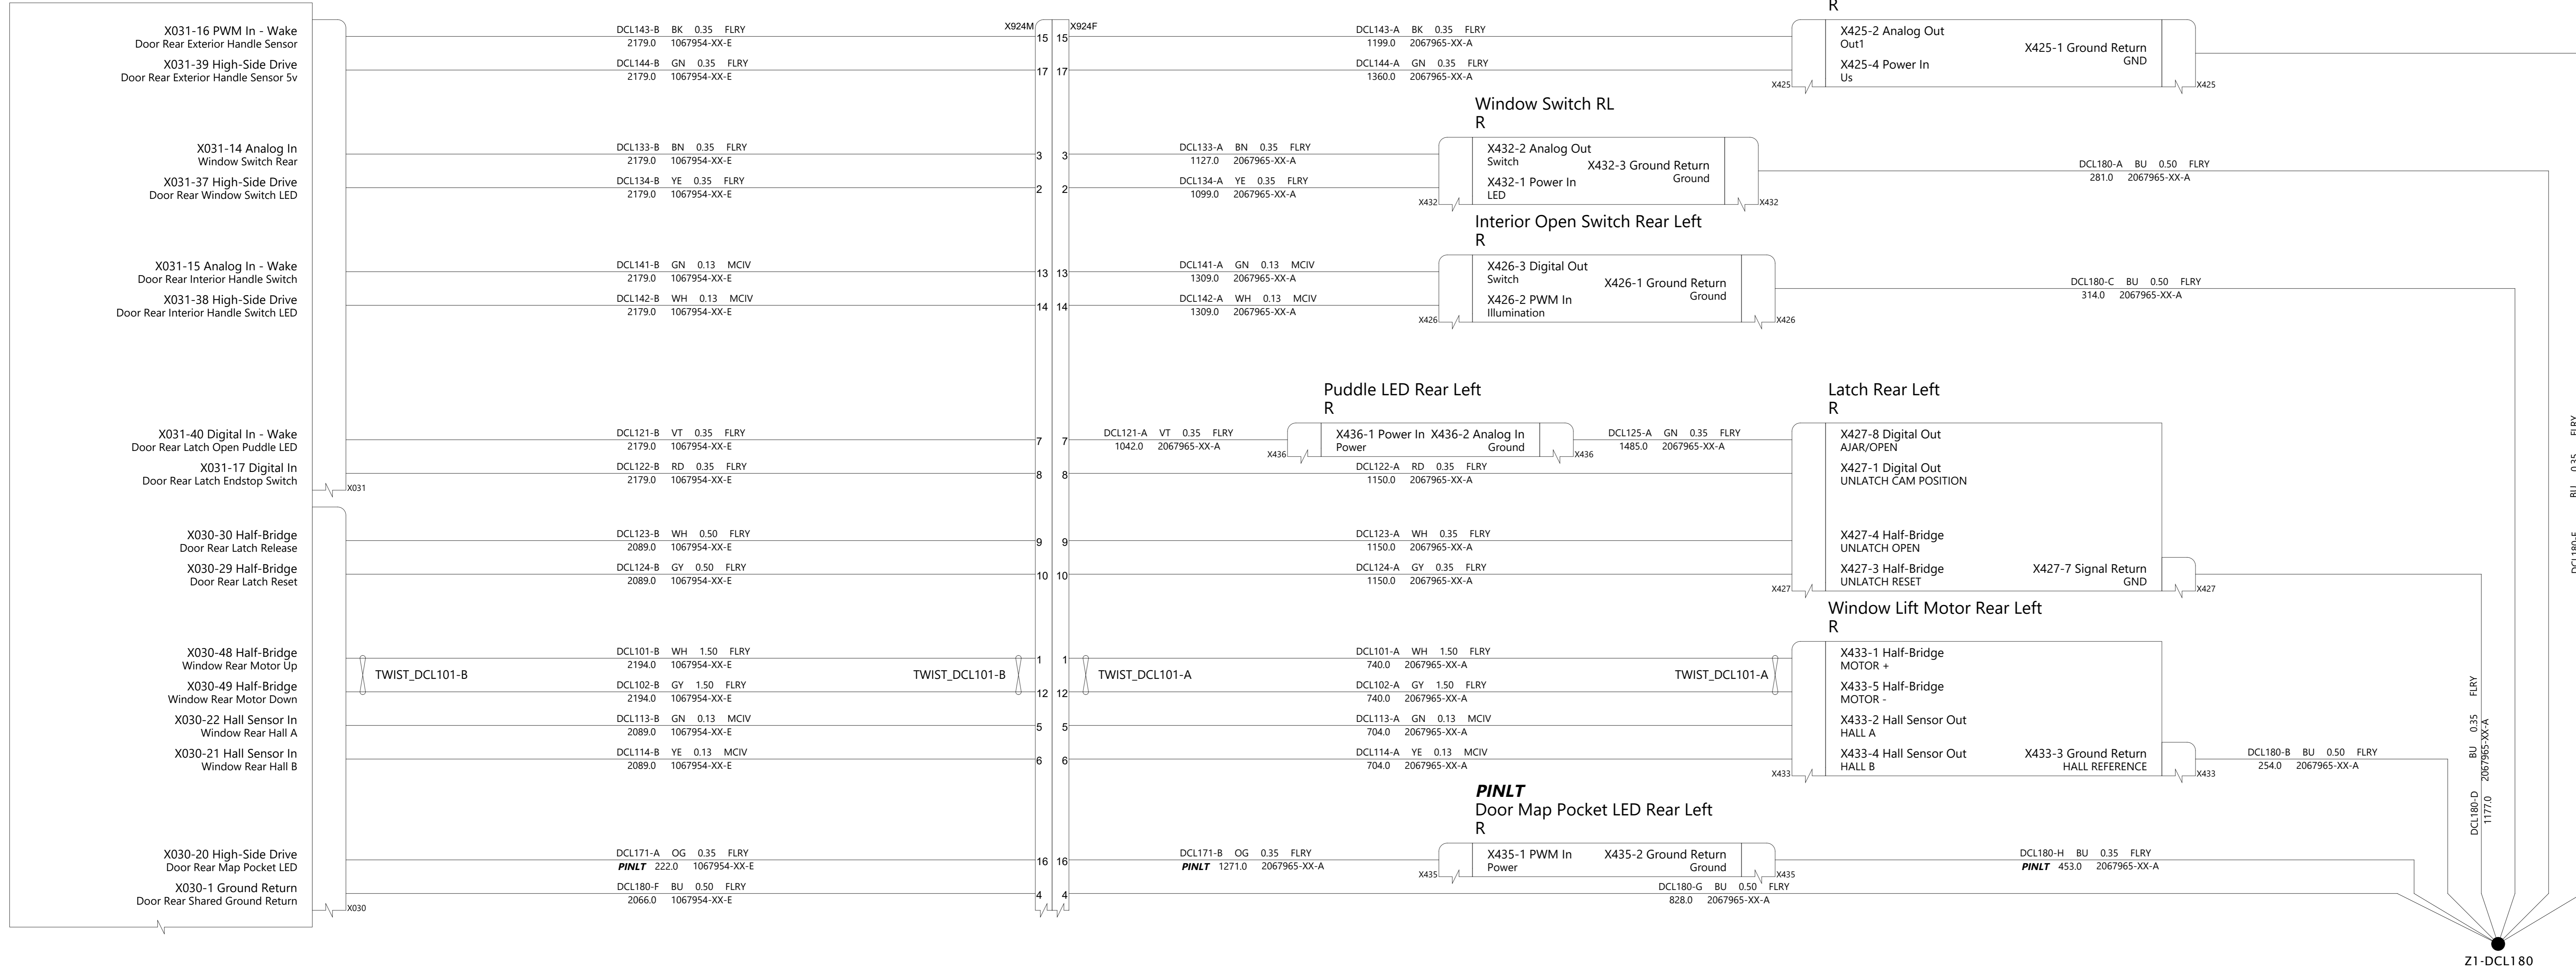 R
X031-16 PWM In - Wake
Door Rear Exterior Handle Sensor
X031-39 High-Side Drive
Door Rear Exterior Handle Sensor 5v
DCL143-B BK 0.35 FLRY
2179.0 1067954-XX-E
DCL144-B GN 0.35 FLRY
2179.0 1067954-XX-E
X924M
X924F
15 15
17 17
DCL143-A BK 0.35 FLRY
1199.0 2067965-XX-A
DCL144-A GN 0.35 FLRY
1360.0 2067965-XX-A
X425-2 Analog Out
Out1
X425-4 Power In
Us
X425-1 Ground Return
GND
X425
X425
Window Switch RL
R
X031-14 Analog In
Window Switch Rear
X031-37 High-Side Drive
Door Rear Window Switch LED
DCL133-B BN 0.35 FLRY
2179.0 1067954-XX-E
DCL134-B YE 0.35 FLRY
2179.0 1067954-XX-E
3 3
2 2
DCL133-A BN 0.35 FLRY
1127.0 2067965-XX-A
DCL134-A YE 0.35 FLRY
1099.0 2067965-XX-A
X432-2 Analog Out
Switch
X432-1 Power In
LED
X432-3 Ground Return
Ground
X432
X432
DCL180-A BU 0.50 FLRY
281.0 2067965-XX-A
Interior Open Switch Rear Left
R
X031-15 Analog In - Wake
Door Rear Interior Handle Switch
X031-38 High-Side Drive
Door Rear Interior Handle Switch LED
DCL141-B GN 0.13 MCIV
2179.0 1067954-XX-E
DCL142-B WH 0.13 MCIV
2179.0 1067954-XX-E
13 13
14 14
DCL141-A GN 0.13 MCIV
1309.0 2067965-XX-A
DCL142-A WH 0.13 MCIV
1309.0 2067965-XX-A
X426-3 Digital Out
Switch
X426-2 PWM In
Illumination
X426-1 Ground Return
Ground
X426
X426
DCL180-C BU 0.50 FLRY
314.0 2067965-XX-A
Puddle LED Rear Left
R
Latch Rear Left
R
X031-40 Digital In - Wake
Door Rear Latch Open Puddle LED
X031-17 Digital In
Door Rear Latch Endstop Switch
X031
DCL121-B VT 0.35 FLRY
2179.0 1067954-XX-E
DCL122-B RD 0.35 FLRY
2179.0 1067954-XX-E
7 7
8 8
DCL121-A VT 0.35 FLRY
1042.0 2067965-XX-A
X436-1 Power In X436-2 Analog In
Power Ground
X436
X436
DCL125-A GN 0.35 FLRY
1485.0 2067965-XX-A
DCL122-A RD 0.35 FLRY
1150.0 2067965-XX-A
X427-8 Digital Out
AJAR/OPEN
X427-1 Digital Out
UNLATCH CAM POSITION
X030-30 Half-Bridge
Door Rear Latch Release
X030-29 Half-Bridge
Door Rear Latch Reset
DCL123-B WH 0.50 FLRY
2089.0 1067954-XX-E
DCL124-B GY 0.50 FLRY
2089.0 1067954-XX-E
9 9
10 10
DCL123-A WH 0.35 FLRY
1150.0 2067965-XX-A
DCL124-A GY 0.35 FLRY
1150.0 2067965-XX-A
X427-4 Half-Bridge
UNLATCH OPEN
X427-3 Half-Bridge
UNLATCH RESET
X427-7 Signal Return
GND
X427
X427
BU 0.35 FLRY
Window Lift Motor Rear Left
R
X030-48 Half-Bridge
Window Rear Motor Up
X030-49 Half-Bridge
Window Rear Motor Down
X030-22 Hall Sensor In
Window Rear Hall A
X030-21 Hall Sensor In
Window Rear Hall B
TWIST_DCL101-B
DCL101-B WH 1.50 FLRY
2194.0 1067954-XX-E
DCL102-B GY 1.50 FLRY
2194.0 1067954-XX-E
DCL113-B GN 0.13 MCIV
2089.0 1067954-XX-E
DCL114-B YE 0.13 MCIV
2089.0 1067954-XX-E
TWIST_DCL101-B
1 1
12 12
5 5
6 6
TWIST_DCL101-A
DCL101-A WH 1.50 FLRY
740.0 2067965-XX-A
DCL102-A GY 1.50 FLRY
740.0 2067965-XX-A
DCL113-A GN 0.13 MCIV
704.0 2067965-XX-A
DCL114-A YE 0.13 MCIV
704.0 2067965-XX-A
TWIST_DCL101-A
X433-1 Half-Bridge
MOTOR +
X433-5 Half-Bridge
MOTOR -
X433-2 Hall Sensor Out
HALL A
X433-4 Hall Sensor Out
HALL B
X433-3 Ground Return
HALL REFERENCE
X433
X433
DCL180-B BU 0.50 FLRY
254.0 2067965-XX-A
DCL180-D BU 0.35 FLRY
1177.0 2067965-XX-A
PINLT
Door Map Pocket LED Rear Left
R
X030-20 High-Side Drive
Door Rear Map Pocket LED
X030-1 Ground Return
Door Rear Shared Ground Return
X030
DCL171-A OG 0.35 FLRY
PINLT 222.0 1067954-XX-E
DCL180-F BU 0.50 FLRY
2066.0 1067954-XX-E
16 16
4 4
DCL171-B OG 0.35 FLRY
PINLT 1271.0 2067965-XX-A
X435-1 PWM In
Power
X435-2 Ground Return
Ground
X435
X435
DCL180-H BU 0.35 FLRY
PINLT 453.0 2067965-XX-A
DCL180-G BU 0.50 FLRY
828.0 2067965-XX-A
Z1-DCL180